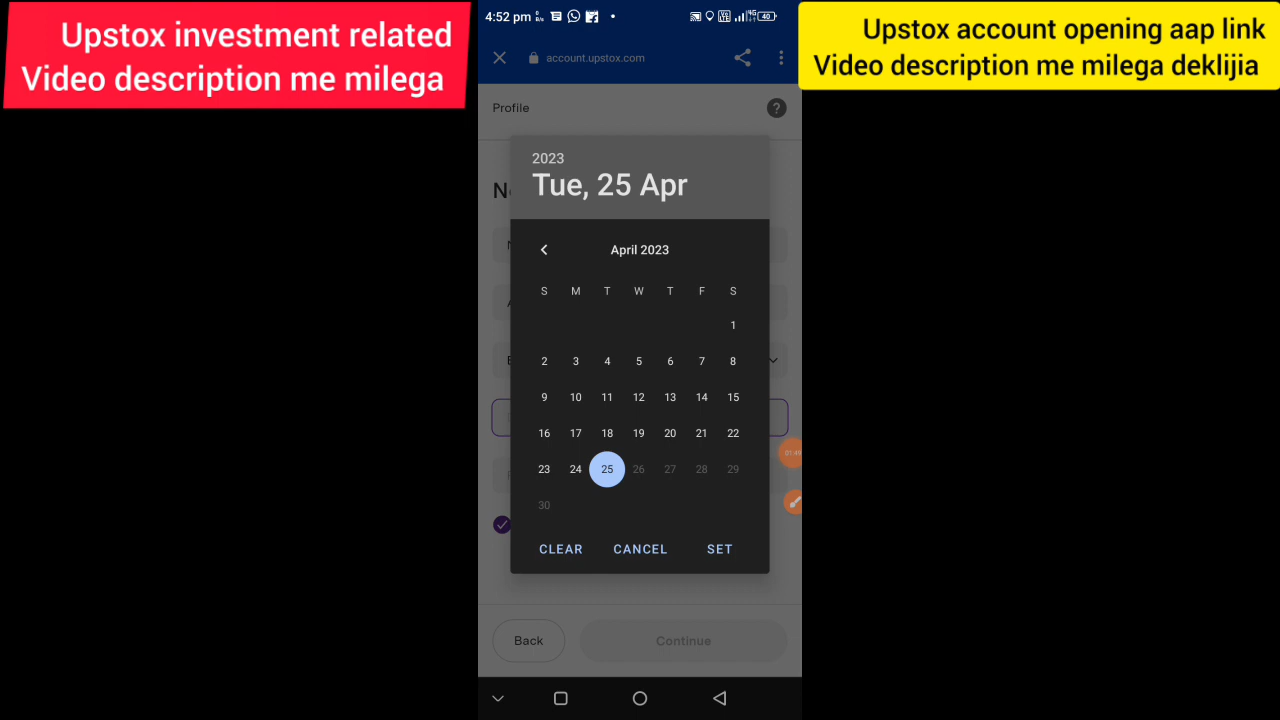 Upstox investment related
Video description me milega
Upstox account opening aap link
Video description me milega deklijia
4:52 pm
40
account.upstox.com
Profile
?
2023
Tue, 25 Apr
April 2023
S M T W T F S
1
2 3 4 5 6 7 8
9 10 11 12 13 14 15
16 17 18 19 20 21 22
23 24 25 26 27 28 29
30
01:49
CLEAR CANCEL SET
Back Continue